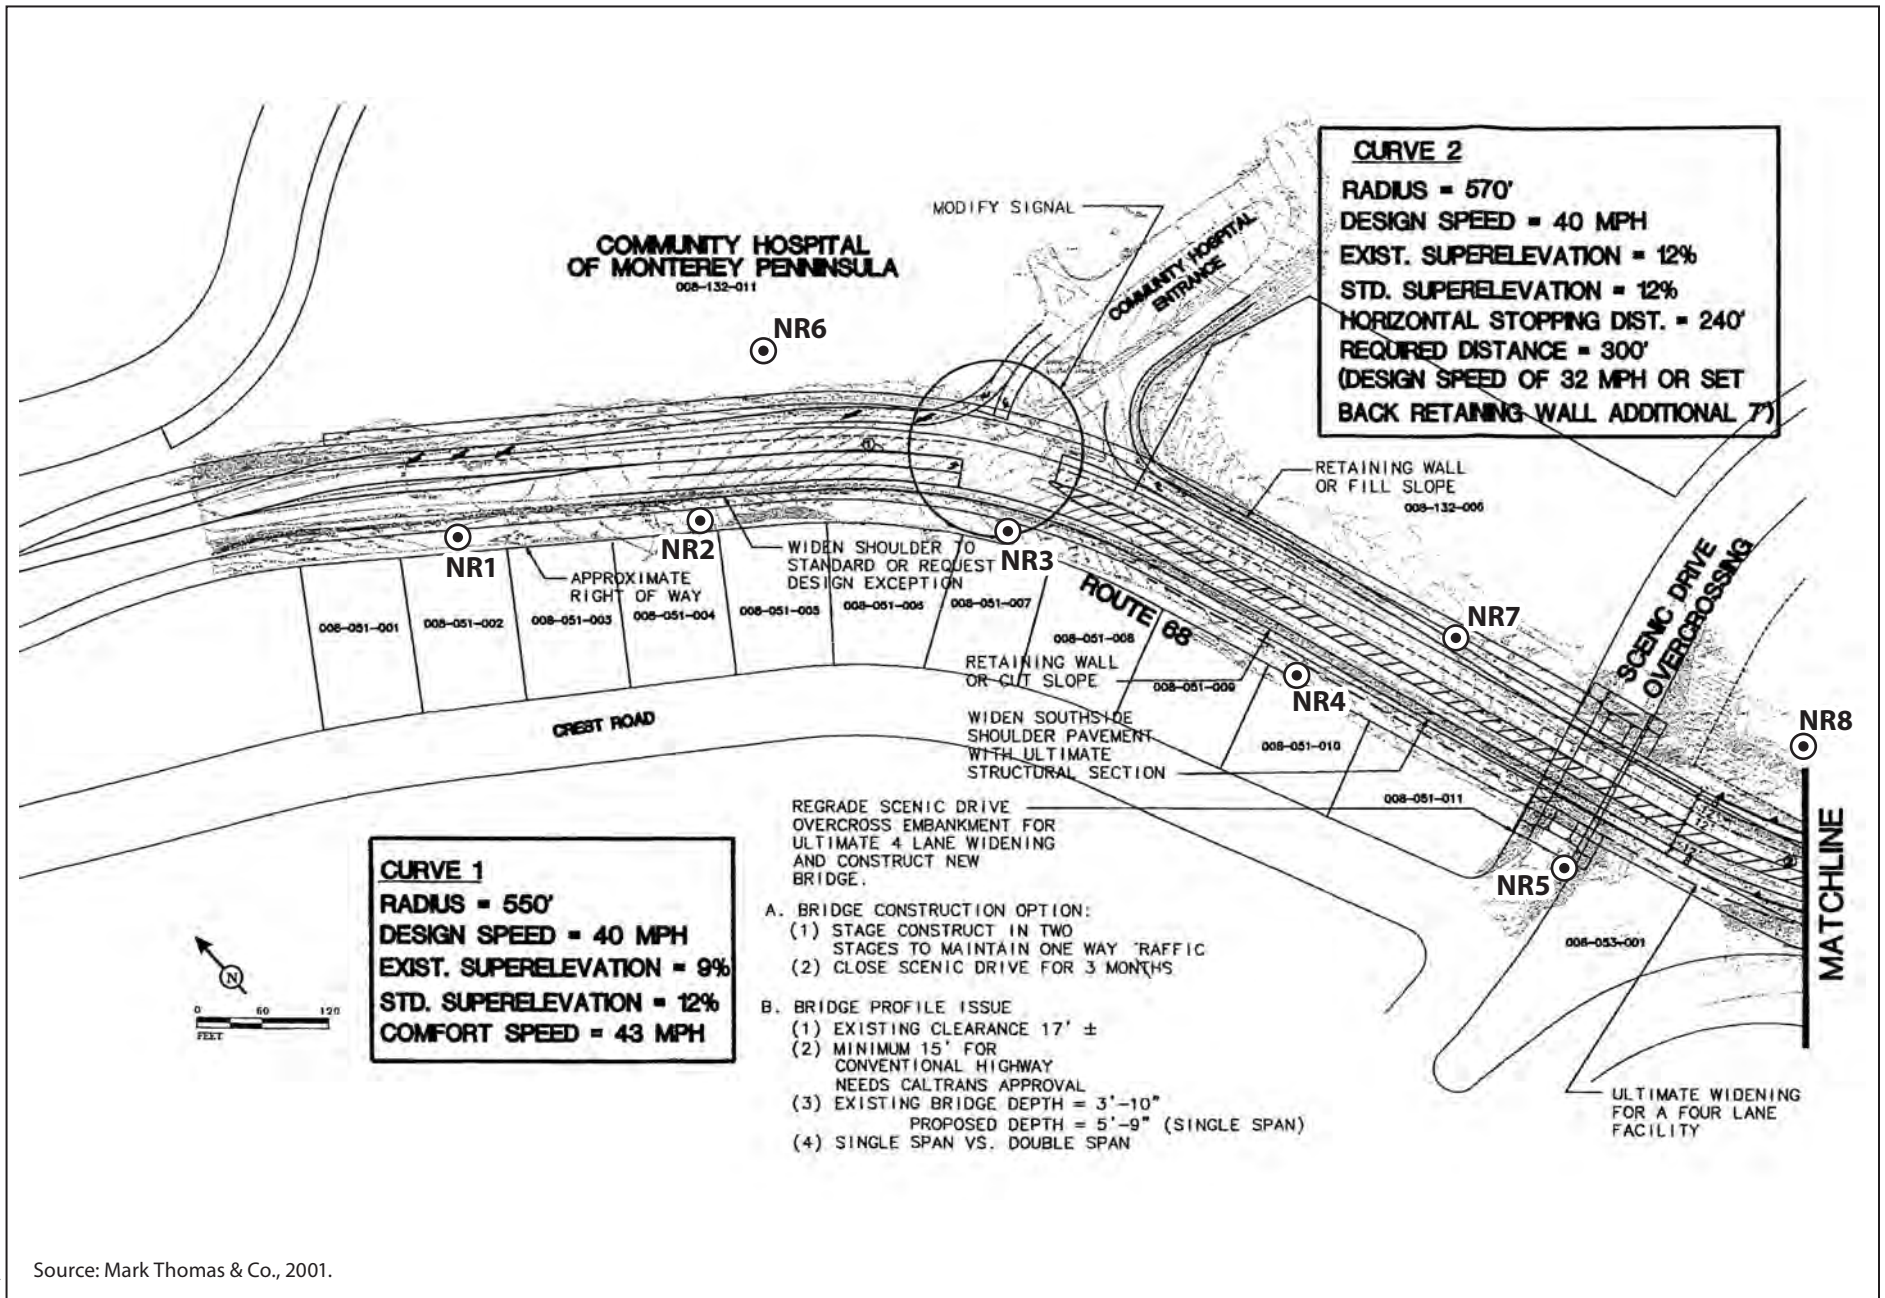 CURVE 2
RADIUS = 570'
DESIGN SPEED = 40 MPH
EXIST. SUPERELEVATION = 12%
STD. SUPERELEVATION = 12%
HORIZONTAL STOPPING DIST. = 240'
REQUIRED DISTANCE = 300'
(DESIGN SPEED OF 32 MPH OR SET
BACK RETAINING WALL ADDITIONAL 7')
MODIFY SIGNAL
COMMUNITY HOSPITAL
OF MONTEREY PENNINSULA
008-132-011
COMMUNITY HOSPITAL
ENTRANCE
NR6
RETAINING WALL
OR FILL SLOPE
008-132-006
NR1
NR2
NR3
WIDEN SHOULDER TO
STANDARD OR REQUEST
DESIGN EXCEPTION
APPROXIMATE
RIGHT OF WAY
008-051-001
008-051-002
008-051-003
008-051-004
008-051-005
008-051-006
008-051-007
008-051-008
ROUTE 68
NR7
SCENIC DRIVE
OVERCROSSING
RETAINING WALL
OR CUT SLOPE
008-051-009
NR4
CREST ROAD
WIDEN SOUTHSIDE
SHOULDER PAVEMENT
WITH ULTIMATE
STRUCTURAL SECTION
008-051-010
NR8
008-051-011
REGRADE SCENIC DRIVE
OVERCROSS EMBANKMENT FOR
ULTIMATE 4 LANE WIDENING
AND CONSTRUCT NEW
BRIDGE.
NR5
MATCHLINE
008-053-001
CURVE 1
RADIUS = 550'
DESIGN SPEED = 40 MPH
EXIST. SUPERELEVATION = 9%
STD. SUPERELEVATION = 12%
COMFORT SPEED = 43 MPH
A. BRIDGE CONSTRUCTION OPTION:
(1) STAGE CONSTRUCT IN TWO
STAGES TO MAINTAIN ONE WAY TRAFFIC
(2) CLOSE SCENIC DRIVE FOR 3 MONTHS
B. BRIDGE PROFILE ISSUE
(1) EXISTING CLEARANCE 17' ±
(2) MINIMUM 15' FOR
CONVENTIONAL HIGHWAY
NEEDS CALTRANS APPROVAL
(3) EXISTING BRIDGE DEPTH = 3'-10"
PROPOSED DEPTH = 5'-9" (SINGLE SPAN)
(4) SINGLE SPAN VS. DOUBLE SPAN
N
0 60 120
FEET
ULTIMATE WIDENING
FOR A FOUR LANE
FACILITY
Source: Mark Thomas & Co., 2001.